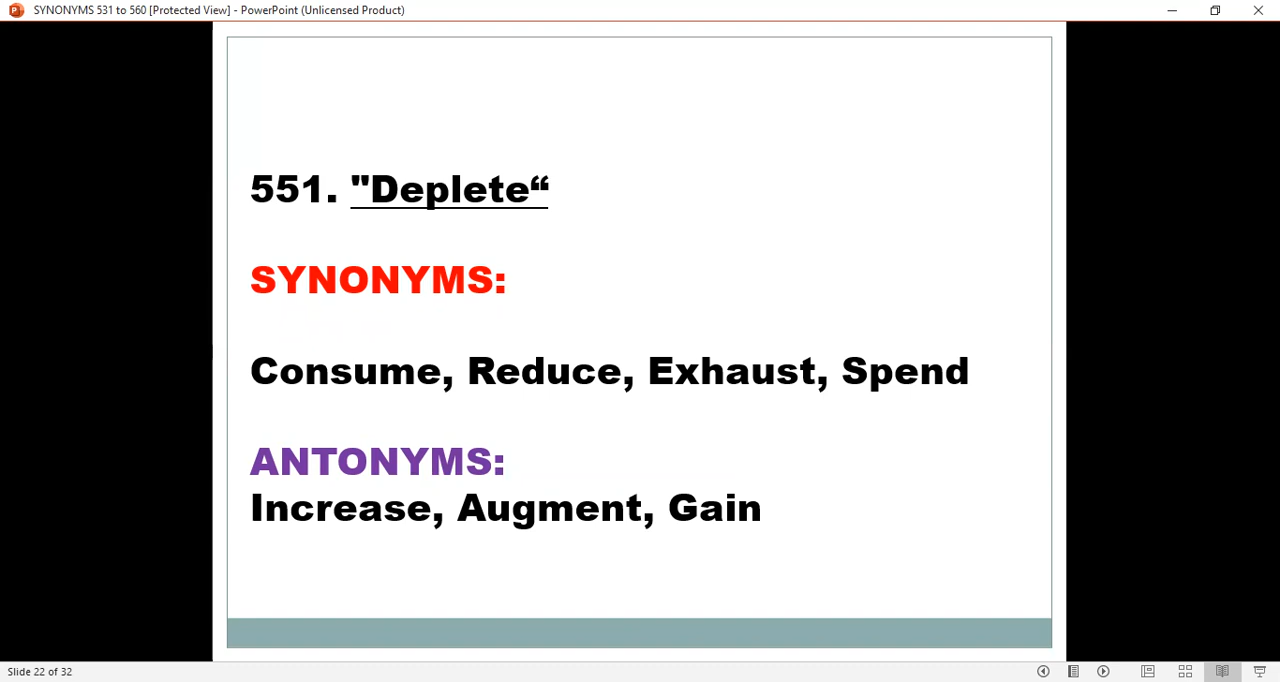 SYNONYMS 531 to 560 [Protected View] - PowerPoint (Unlicensed Product)
551. "Deplete“
SYNONYMS:
Consume, Reduce, Exhaust, Spend
ANTONYMS:
Increase, Augment, Gain
Slide 22 of 32